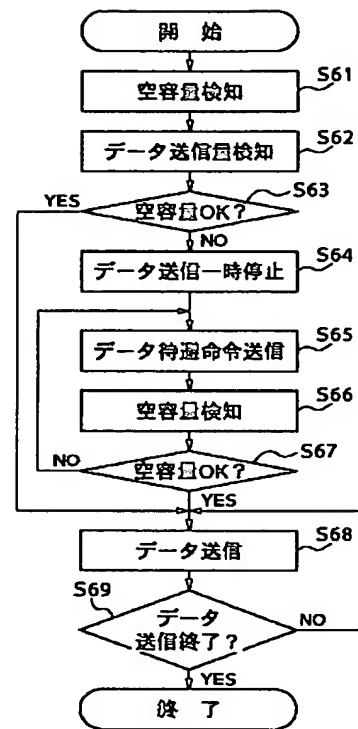 開始
S61
空容量検知
S62
データ送信量検知
S63
YES
空容量OK?
NO
S64
データ送信一時停止
S65
データ待避命令送信
S66
空容量検知
S67
NO
空容量OK?
YES
S68
データ送信
S69
データ
送信終了?
NO
YES
終了